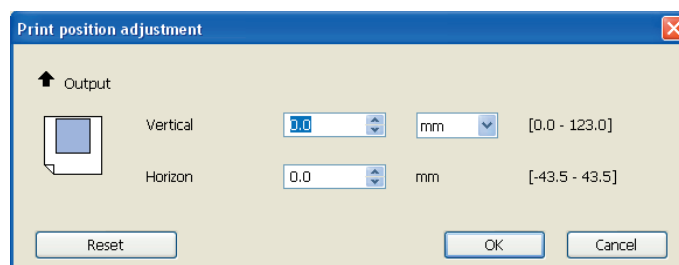 Print position adjustment
Output
Vertical 0.0 mm [0.0 - 123.0]
Horizon 0.0 mm [-43.5 - 43.5]
Reset OK Cancel